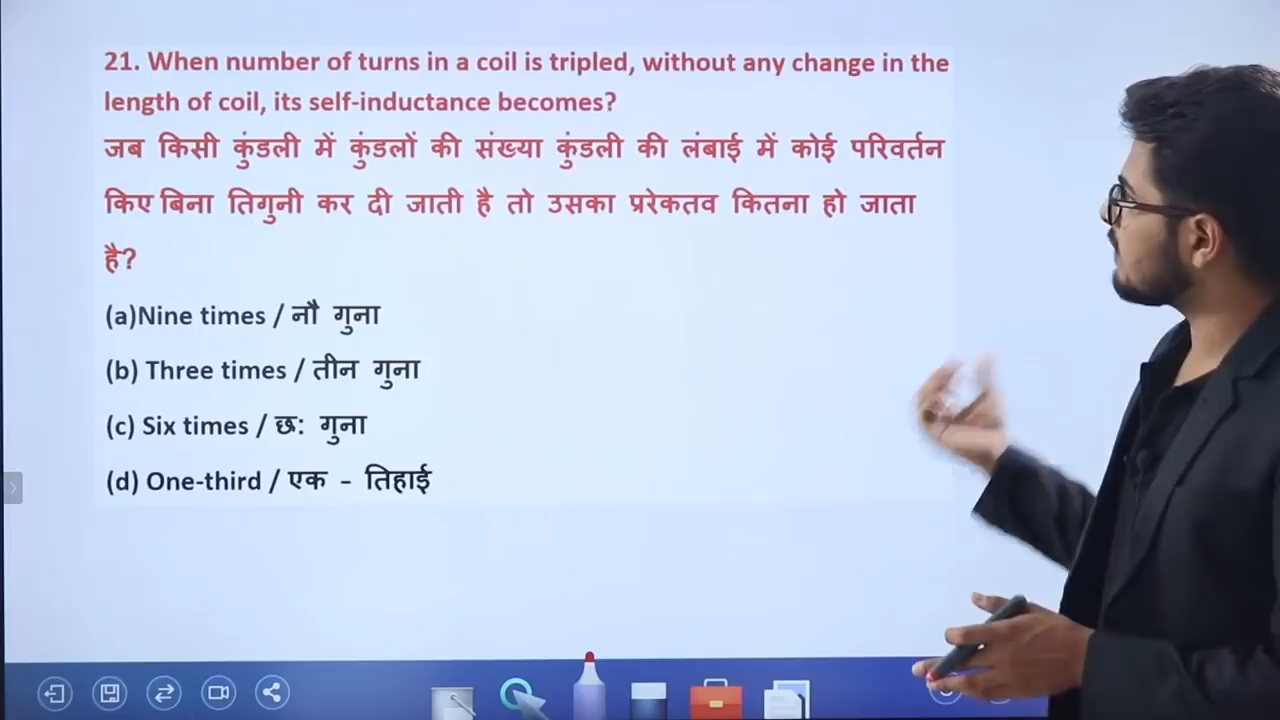 21. When number of turns in a coil is tripled, without any change in the
length of coil, its self-inductance becomes?
जब किसी कुंडली में कुंडलों की संख्या कुंडली की लंबाई में कोई परिवर्तन
किए बिना तिगुनी कर दी जाती है तो उसका प्ररेकतव कितना हो जाता
है?
(a)Nine times / नौ गुना
(b) Three times / तीन गुना
(c) Six times / छ: गुना
(d) One-third / एक - तिहाई